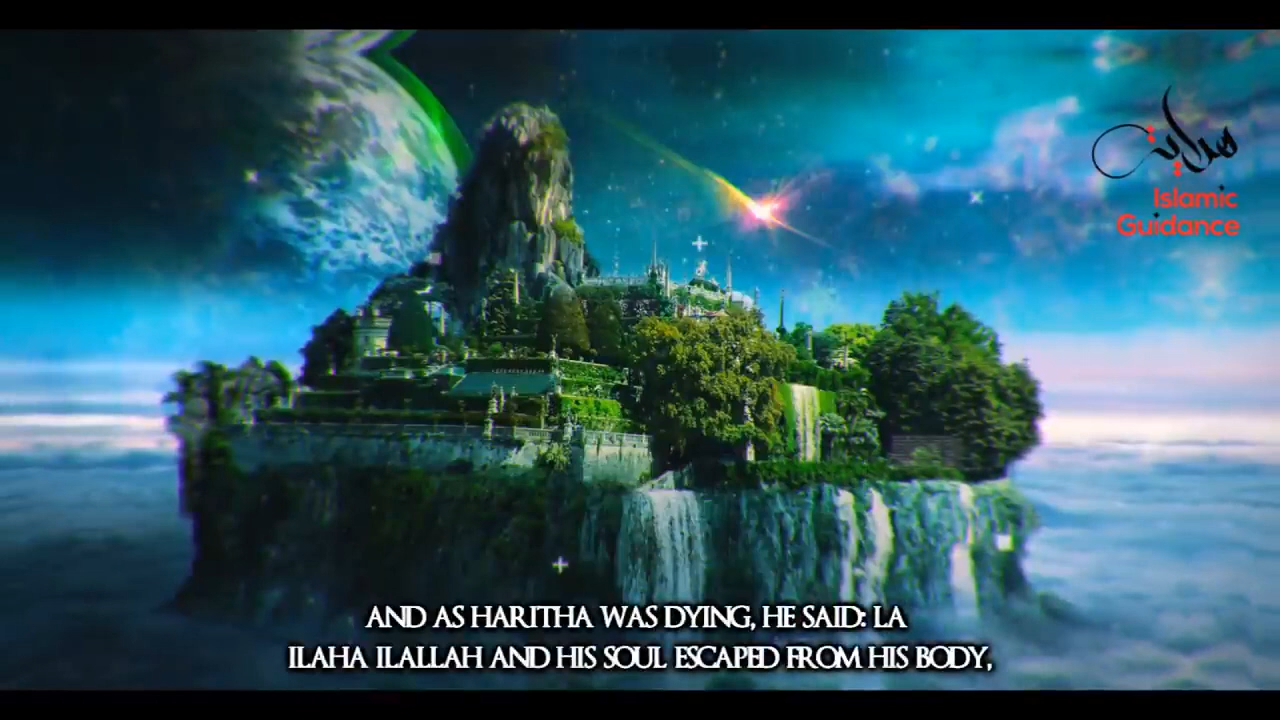 هداية
Islamic
Guidance
AND AS HARITHA WAS DYING, HE SAID: LA
ILAHA ILALLAH AND HIS SOUL ESCAPED FROM HIS BODY,